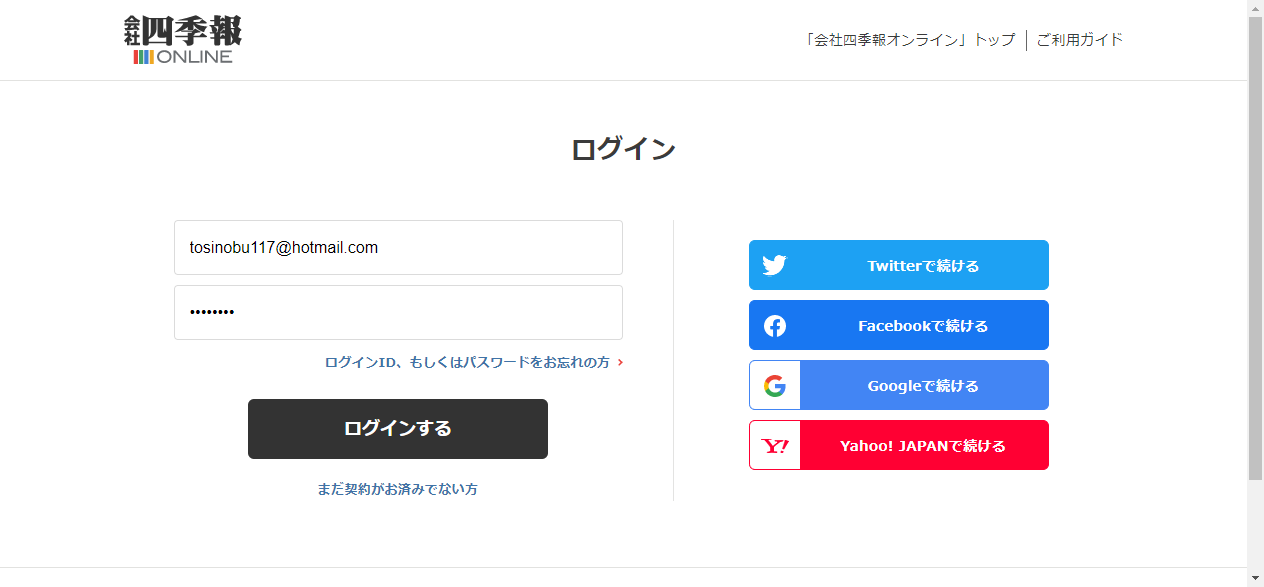 会社四季報
ONLINE
「会社四季報オンライン」トップ
ご利用ガイド
ログイン
tosinobu117@hotmail.com
••••••••
ログインID、もしくはパスワードをお忘れの方
ログインする
まだ契約がお済みでない方
Twitterで続ける
Facebookで続ける
Googleで続ける
Y! Yahoo! JAPANで続ける